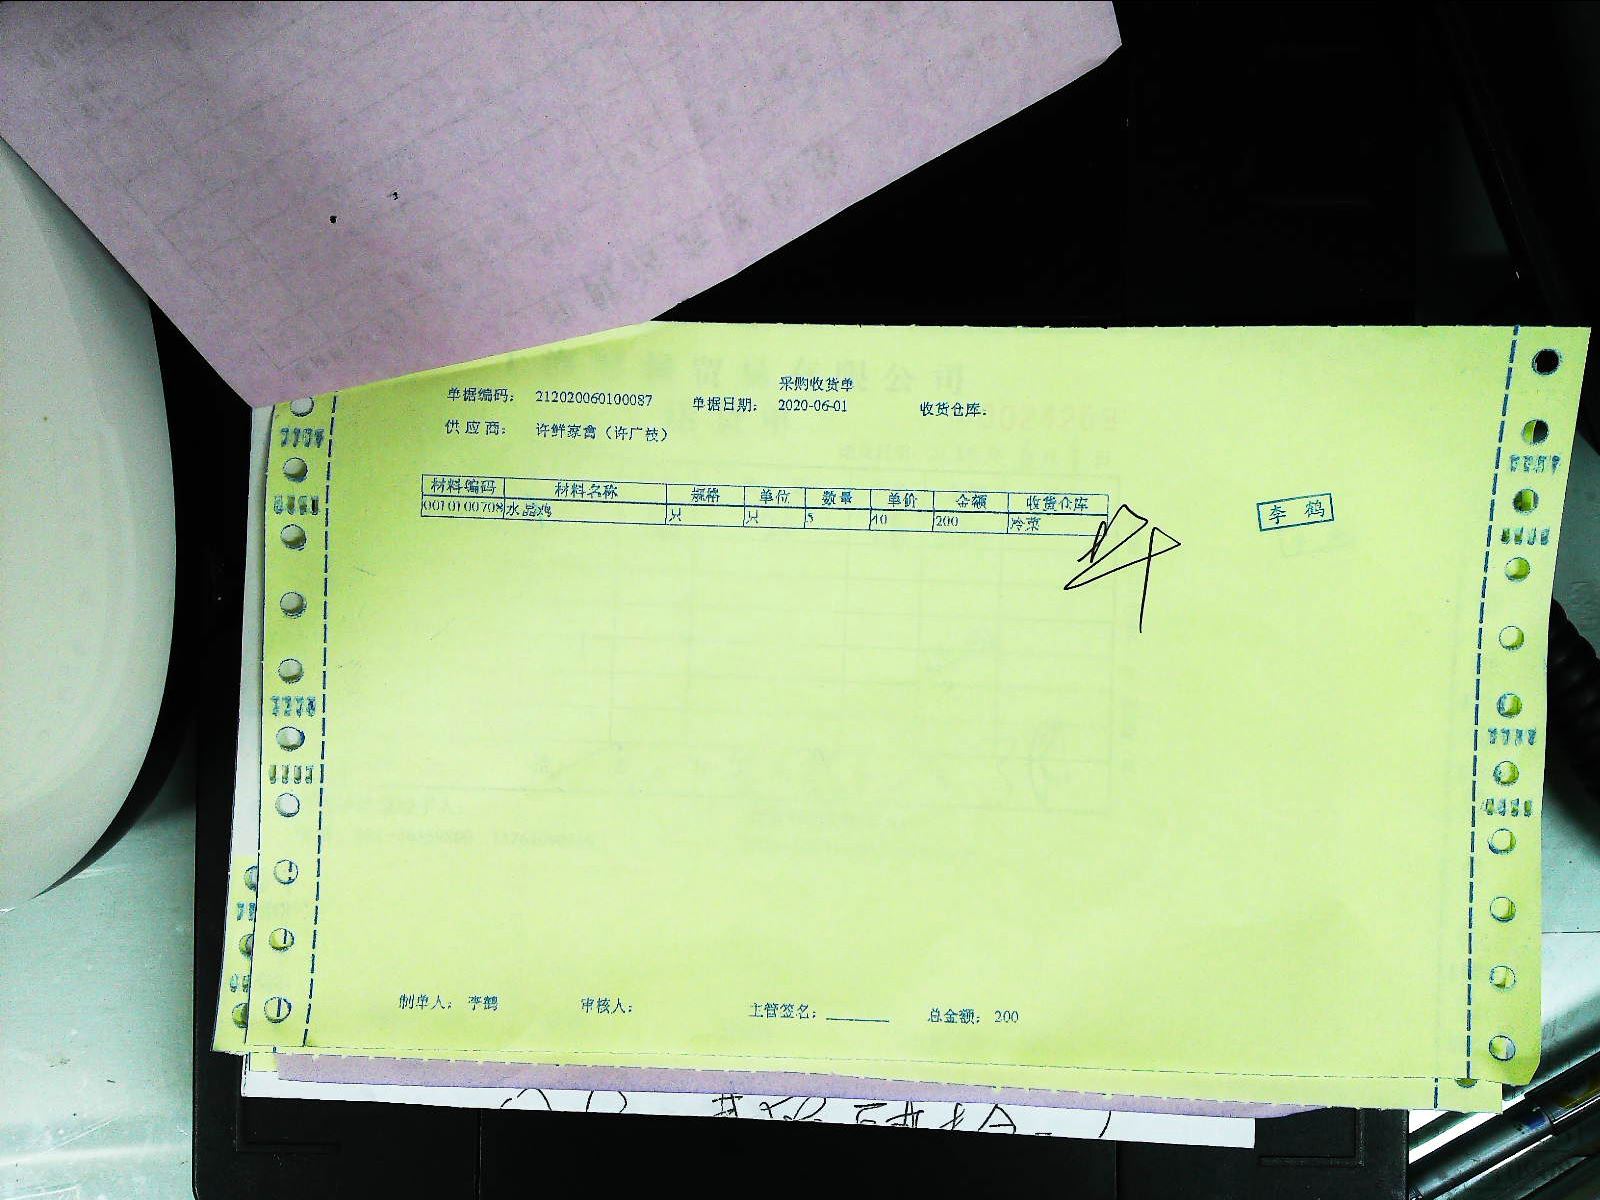 采购收货单
单据编码： 212020060100087 单据日期： 2020-06-01 收货仓库：
供 应 商： 许鲜家禽（许广枝）
材料编码 材料名称 规格 单位 数量 单价 金额 收货仓库
0010100708 水晶鸡 只 只 5 40 200 冷菜
李 鹤
制单人： 李鹤 审核人： 主管签名： 总金额： 200